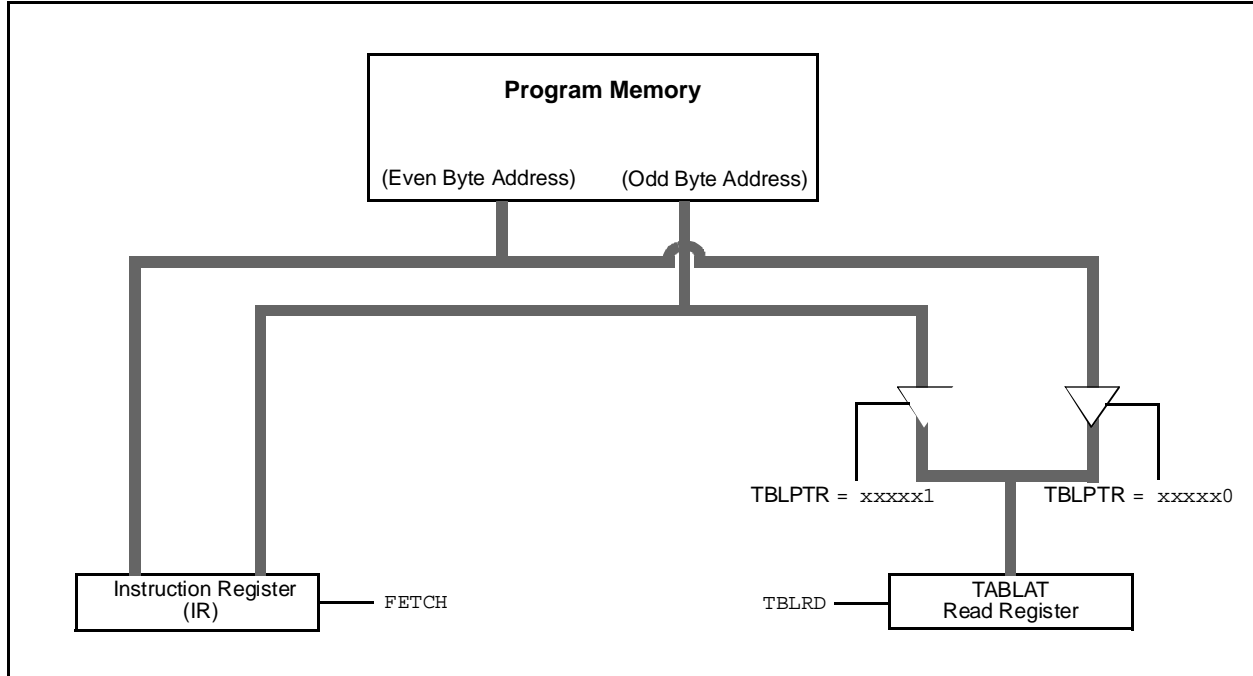 Program Memory
(Even Byte Address) (Odd Byte Address)
TBLPTR = xxxxx1 TBLPTR = xxxxx0
Instruction Register
(IR)
FETCH
TBLRD
TABLAT
Read Register